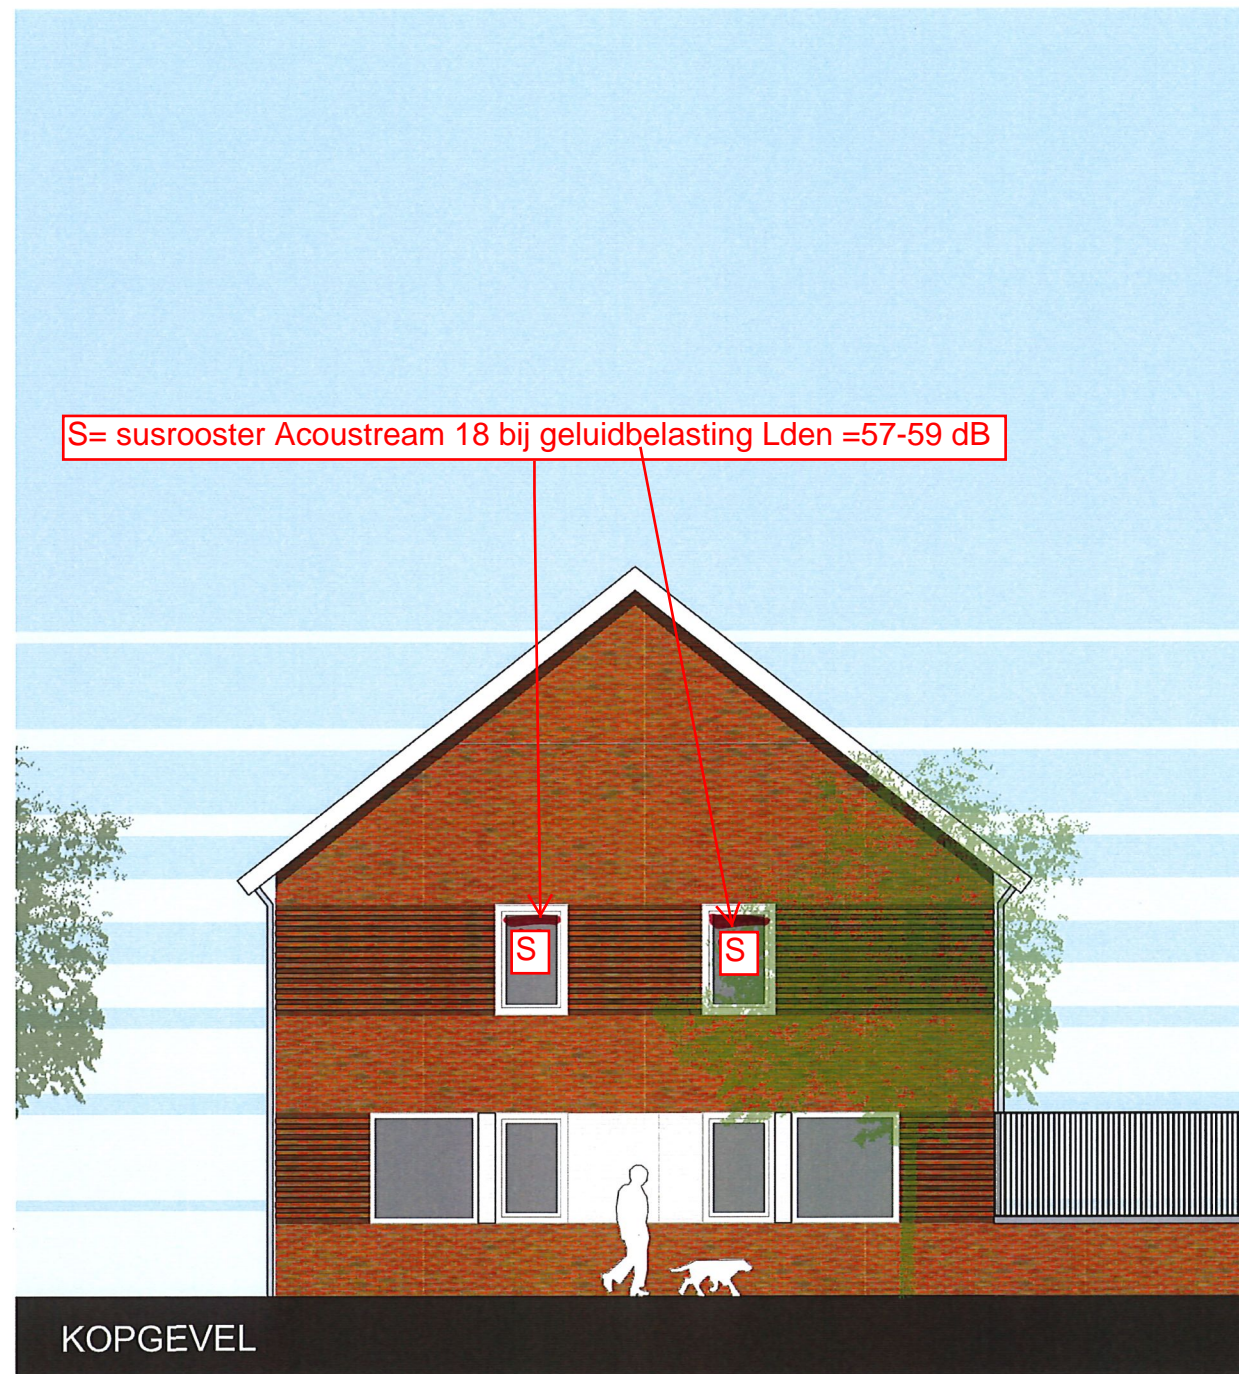 S= susrooster Acoustream 18 bij geluidbelasting Lden =57-59 dB
S
S
KOPGEVEL